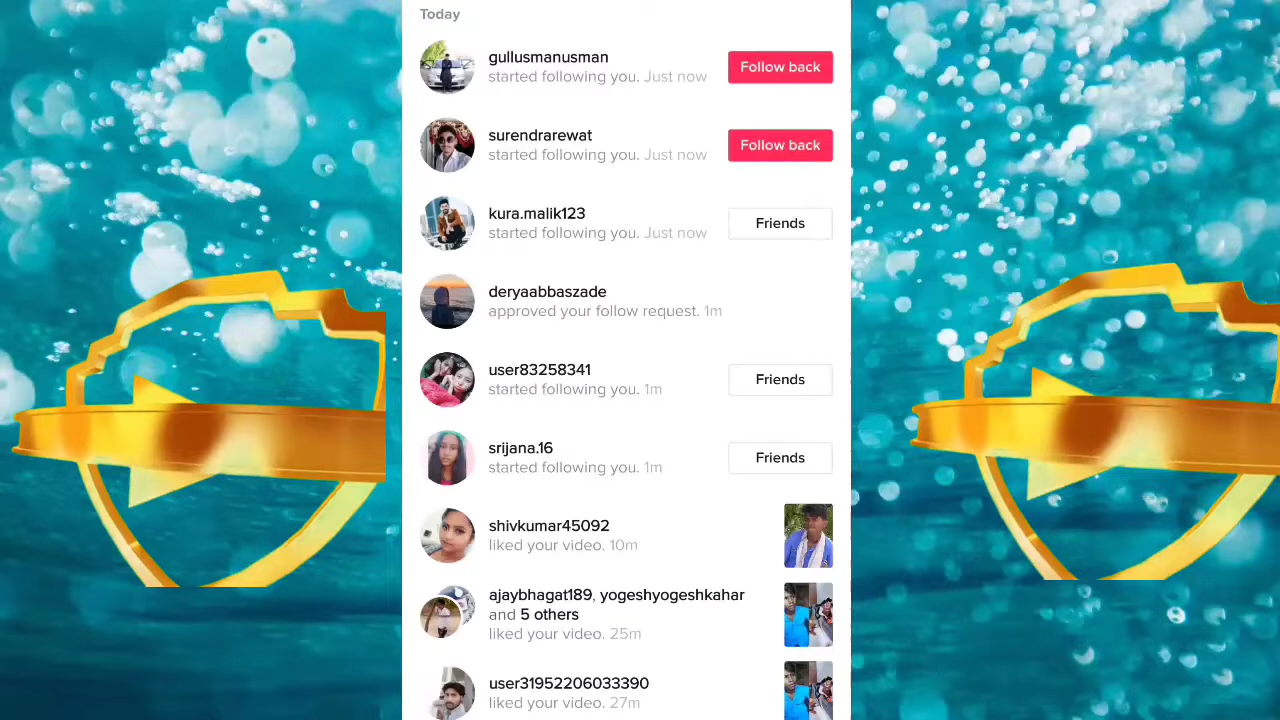 Today
gullusmanusman
started following you. Just now
Follow back
surendrarewat
started following you. Just now
Follow back
kura.malik123
started following you. Just now
Friends
deryaabbaszade
approved your follow request. 1m
user83258341
started following you. 1m
Friends
srijana.16
started following you. 1m
Friends
shivkumar45092
liked your video. 10m
ajaybhagat189, yogeshyogeshkahar
and 5 others
liked your video. 25m
user31952206033390
liked your video. 27m